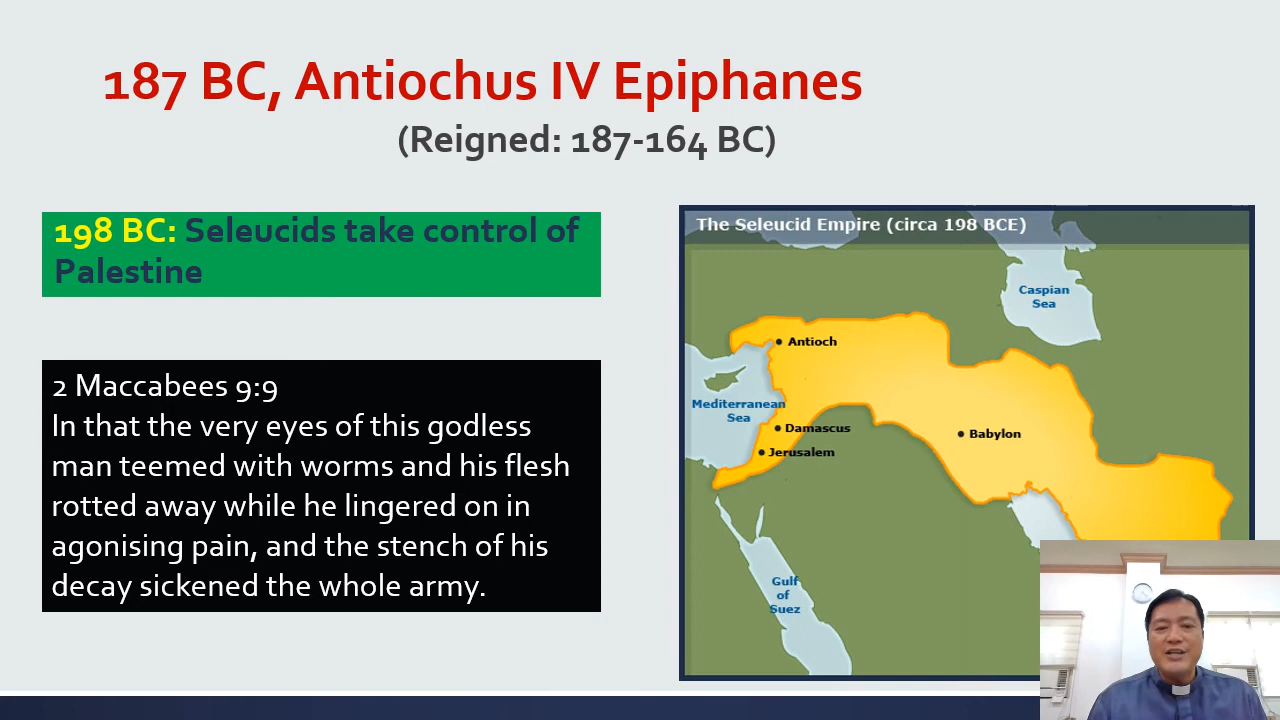 187 BC, Antiochus IV Epiphanes
(Reigned: 187-164 BC)
198 BC: Seleucids take control of
Palestine
2 Maccabees 9:9
In that the very eyes of this godless
man teemed with worms and his flesh
rotted away while he lingered on in
agonising pain, and the stench of his
decay sickened the whole army.
The Seleucid Empire (circa 198 BCE)
Caspian
Sea
Antioch
Mediterranean
Sea
Damascus
Babylon
Jerusalem
Gulf
of
Suez